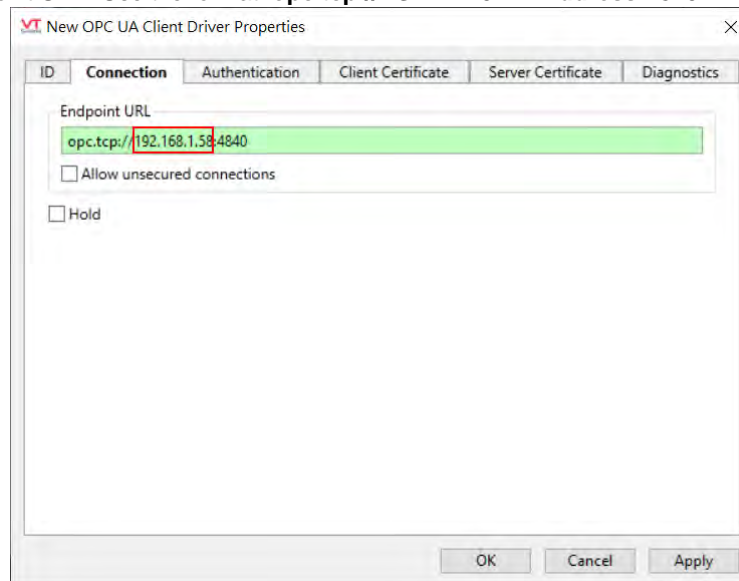 VT New OPC UA Client Driver Properties
ID Connection Authentication Client Certificate Server Certificate Diagnostics
Endpoint URL
opc.tcp://192.168.1.58:4840
Allow unsecured connections
Hold
OK Cancel Apply